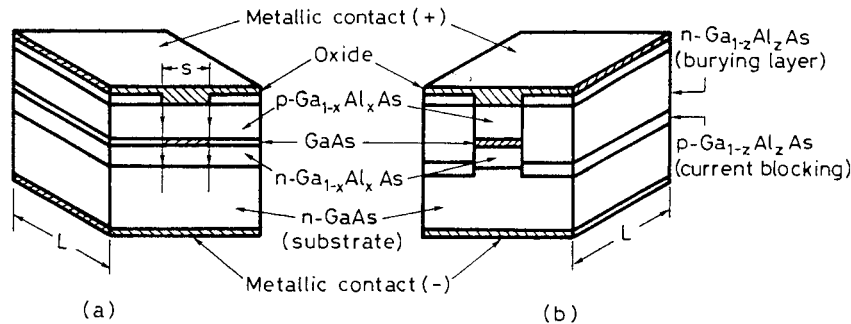 Metallic contact (+)
n-Ga₁₋zAlzAs
(burying layer)
Oxide
S
p-Ga₁₋ₓAlₓAs
GaAs
p-Ga₁₋zAlzAs
(current blocking)
n-Ga₁₋ₓAlₓAs
n-GaAs
(substrate)
L
L
Metallic contact (-)
(a)
(b)